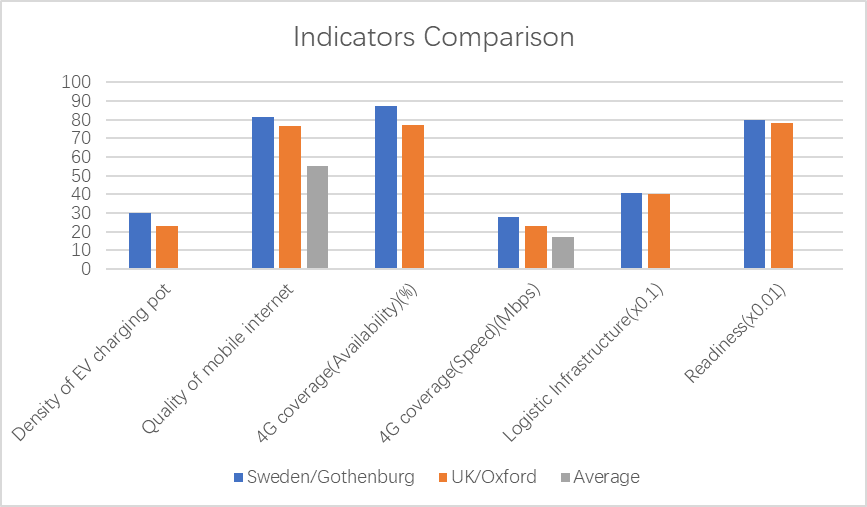 Indicators Comparison
100
90
80
70
60
50
40
30
20
10
0
Density of EV charging pot
Quality of mobile internet
4G coverage(Availability)(%)
4G coverage(Speed)(Mbps)
Logistic Infrastructure(x0.1)
Readiness(x0.01)
Sweden/Gothenburg UK/Oxford Average